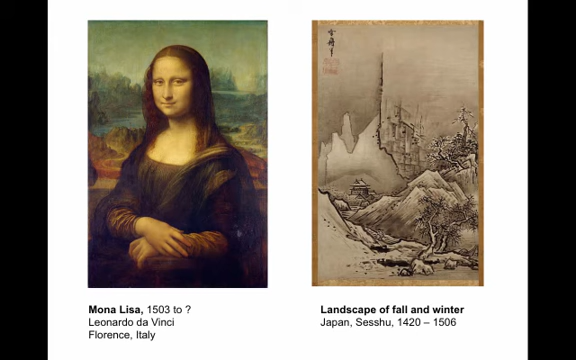 Mona Lisa, 1503 to ?
Leonardo da Vinci
Florence, Italy
Landscape of fall and winter
Japan, Sesshu, 1420 – 1506